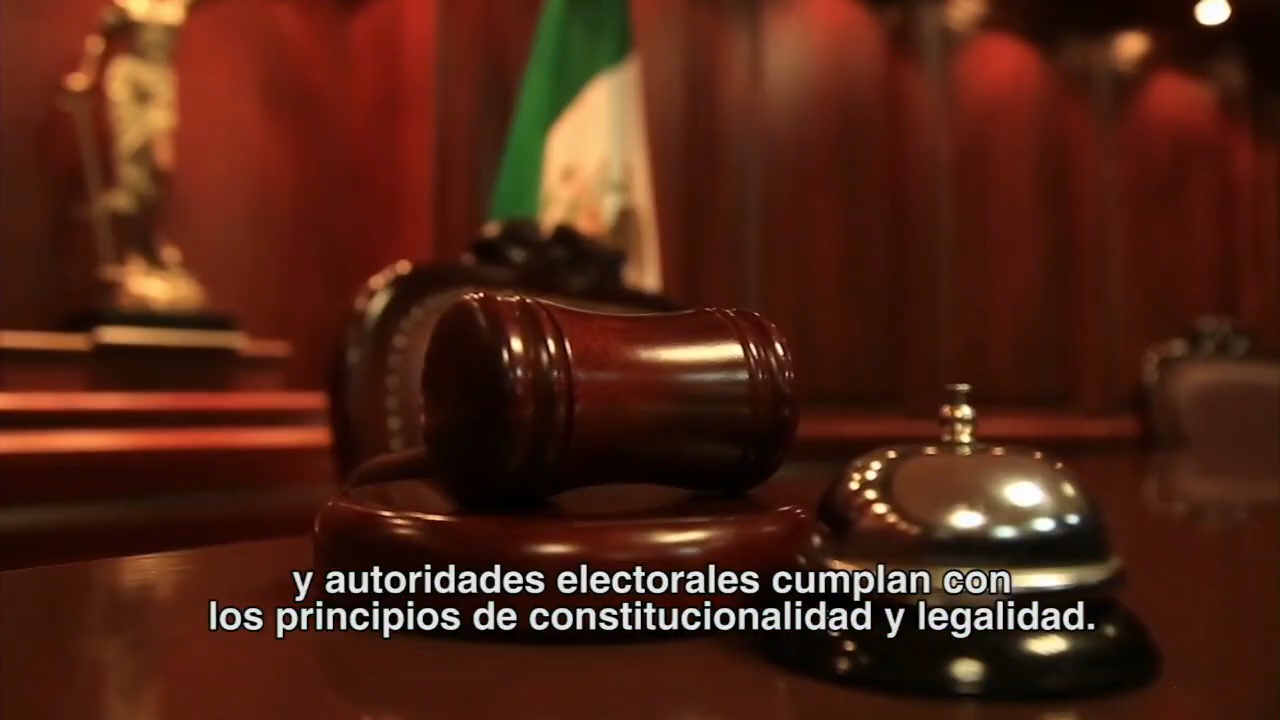 y autoridades electorales cumplan con
los principios de constitucionalidad y legalidad.